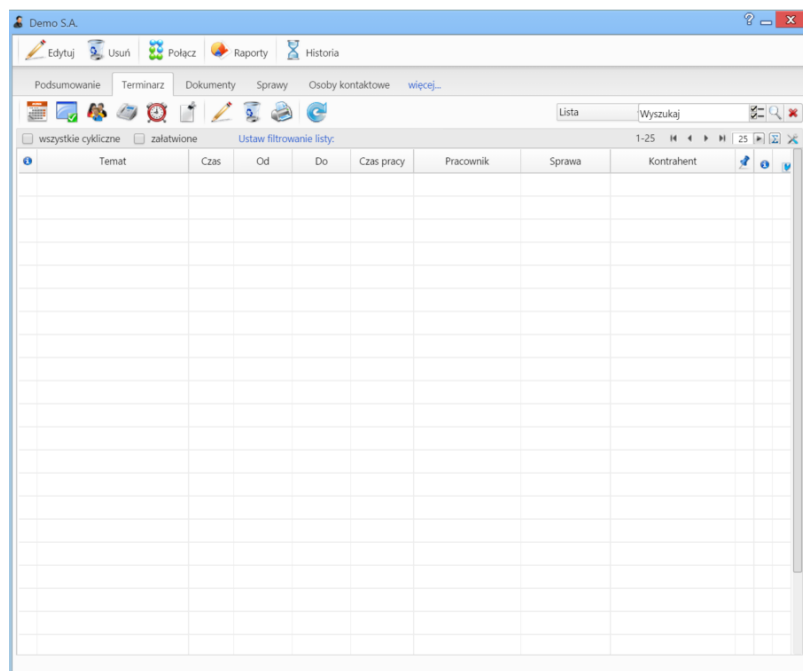 Demo S.A.
Edytuj Usuń Połącz Raporty Historia
Podsumowanie Terminarz Dokumenty Sprawy Osoby kontaktowe więcej...
Lista Wyszukaj
wszystkie cykliczne załatwione Ustaw filtrowanie listy: 1-25 25
Temat Czas Od Do Czas pracy Pracownik Sprawa Kontrahent